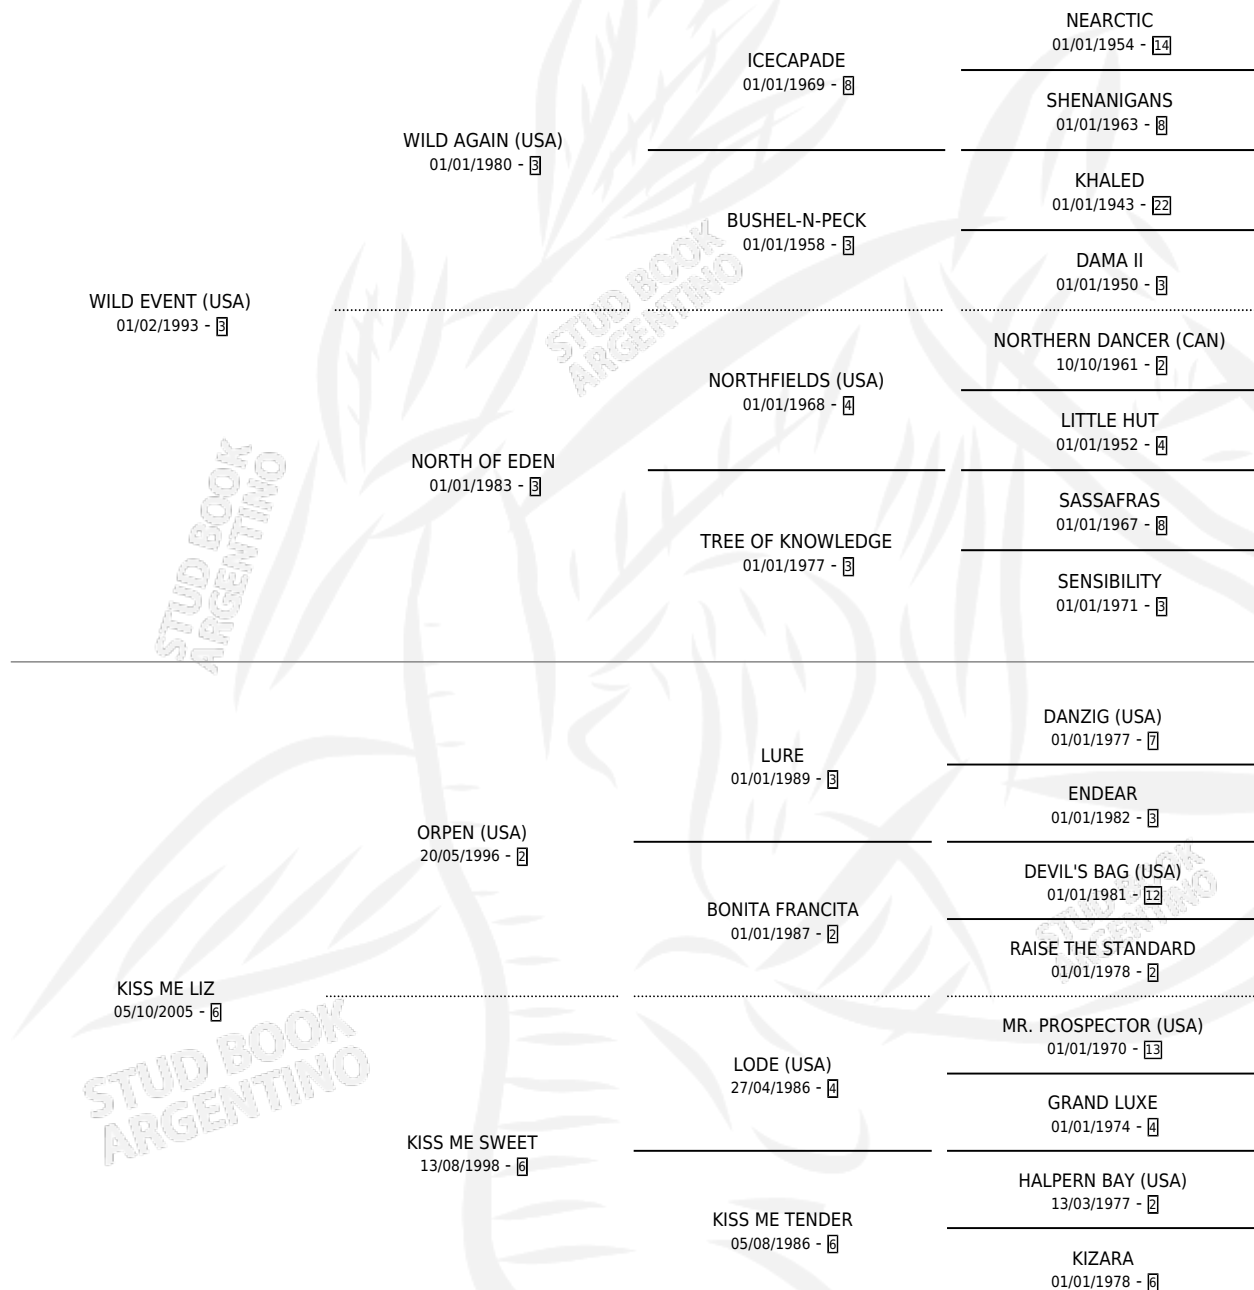 NEARCTIC
01/01/1954 - 14
ICECAPADE
01/01/1969 - 8
SHENANIGANS
01/01/1963 - 8
WILD AGAIN (USA)
01/01/1980 - 3
KHALED
01/01/1943 - 22
BUSHEL-N-PECK
01/01/1958 - 3
DAMA II
01/01/1950 - 3
WILD EVENT (USA)
01/02/1993 - 3
NORTHERN DANCER (CAN)
10/10/1961 - 2
NORTHFIELDS (USA)
01/01/1968 - 4
LITTLE HUT
01/01/1952 - 4
NORTH OF EDEN
01/01/1983 - 3
SASSAFRAS
01/01/1967 - 8
TREE OF KNOWLEDGE
01/01/1977 - 3
SENSIBILITY
01/01/1971 - 3
DANZIG (USA)
01/01/1977 - 7
LURE
01/01/1989 - 3
ENDEAR
01/01/1982 - 3
ORPEN (USA)
20/05/1996 - 2
DEVIL'S BAG (USA)
01/01/1981 - 12
BONITA FRANCITA
01/01/1987 - 2
RAISE THE STANDARD
01/01/1978 - 2
KISS ME LIZ
05/10/2005 - 6
MR. PROSPECTOR (USA)
01/01/1970 - 13
LODE (USA)
27/04/1986 - 4
GRAND LUXE
01/01/1974 - 4
KISS ME SWEET
13/08/1998 - 6
HALPERN BAY (USA)
13/03/1977 - 2
KISS ME TENDER
05/08/1986 - 6
KIZARA
01/01/1978 - 6
STUD BOOK
ARGENTINO
STUD BOOK
ARGENTINO
STUD BOOK
ARGENTINO
STUD BOOK
ARGENTINO